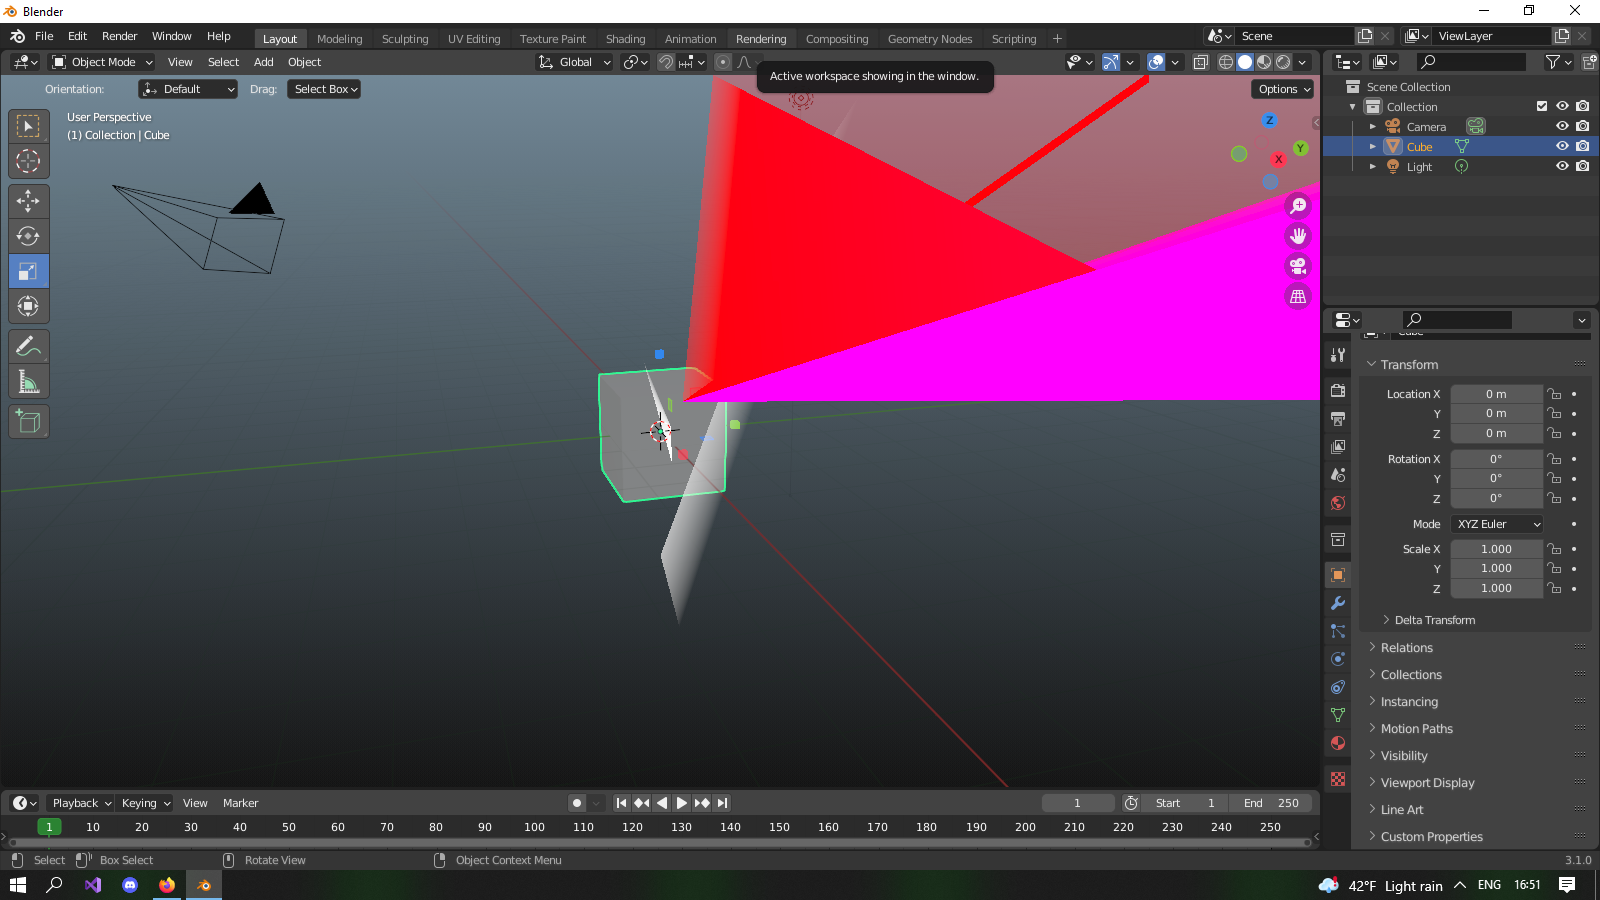 Blender
File Edit Render Window Help Layout Modeling Sculpting UV Editing Texture Paint Shading Animation Rendering Compositing Geometry Nodes Scripting + Scene ViewLayer
Object Mode View Select Add Object Global
Active workspace showing in the window.
Orientation: Default Drag: Select Box Options
User Perspective
(1) Collection | Cube
Z
Y
X
Scene Collection
Collection
Camera
Cube
Light
Cube
Transform
Location X 0 m
Y 0 m
Z 0 m
Rotation X 0°
Y 0°
Z 0°
Mode XYZ Euler
Scale X 1.000
Y 1.000
Z 1.000
Delta Transform
Relations
Collections
Instancing
Motion Paths
Visibility
Viewport Display
Line Art
Custom Properties
Playback Keying View Marker 1 Start 1 End 250
1 10 20 30 40 50 60 70 80 90 100 110 120 130 140 150 160 170 180 190 200 210 220 230 240 250
Select Box Select Rotate View Object Context Menu 3.1.0
42°F Light rain ENG 16:51